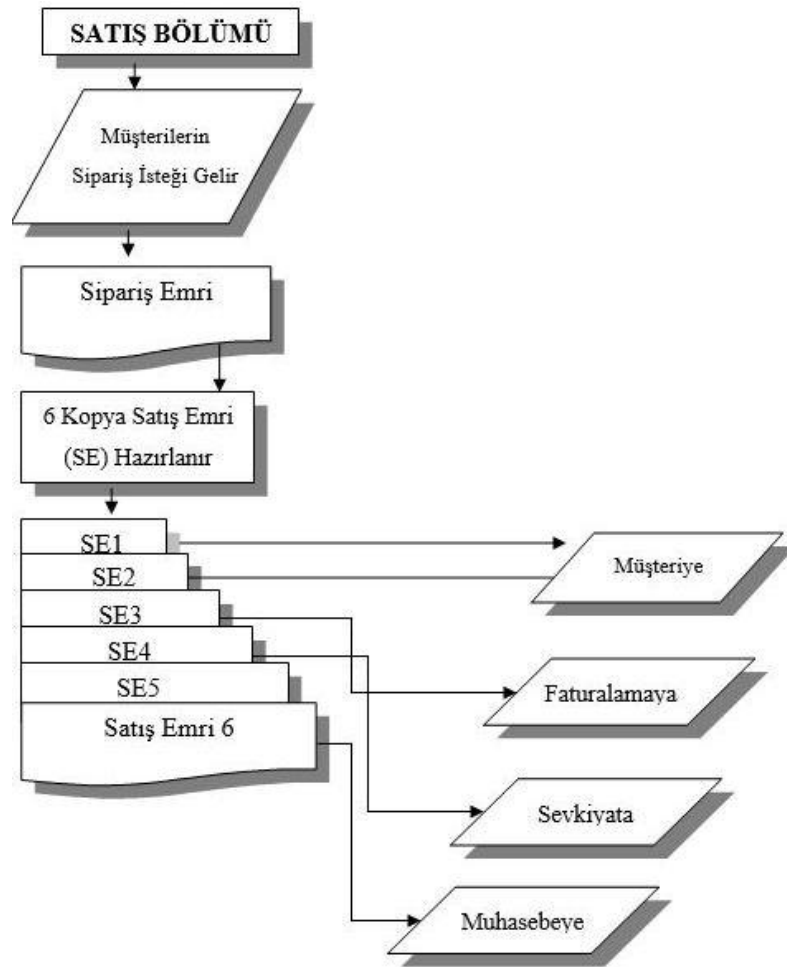 SATIŞ BÖLÜMÜ
Müşterilerin
Sipariş İsteği Gelir
Sipariş Emri
6 Kopya Satış Emri
(SE) Hazırlanır
SE1
SE2
SE3
SE4
SE5
Satış Emri 6
Müşteriye
Faturalamaya
Sevkiyata
Muhasebeye